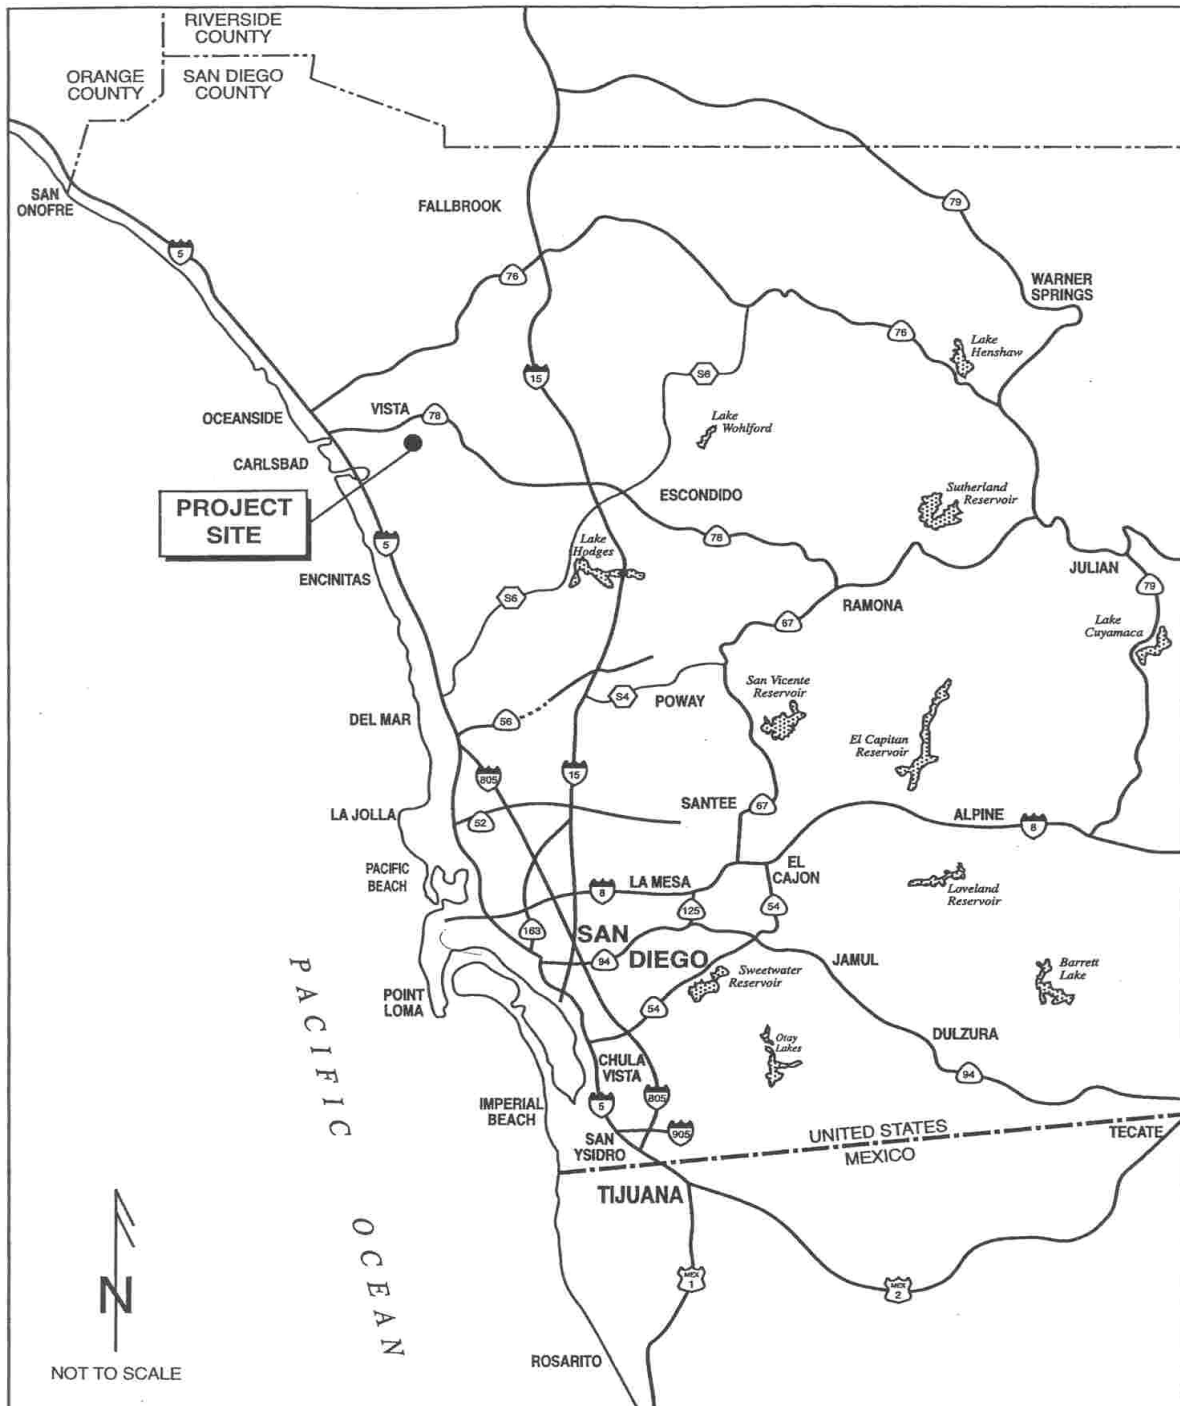 RIVERSIDE
COUNTY
ORANGE
COUNTY
SAN DIEGO
COUNTY
SAN
ONOFRE
FALLBROOK
79
5
76
WARNER
SPRINGS
76
Lake
Henshaw
15
S6
OCEANSIDE
VISTA
78
Lake
Wohlford
CARLSBAD
PROJECT
SITE
ESCONDIDO
Sutherland
Reservoir
5
78
Lake
Hodges
ENCINITAS
JULIAN
79
S6
RAMONA
67
Lake
Cuyamaca
San Vicente
Reservoir
S4
POWAY
DEL MAR
56
El Capitan
Reservoir
805
15
LA JOLLA
52
SANTEE
67
ALPINE
8
PACIFIC
BEACH
EL
CAJON
8
LA MESA
Loveland
Reservoir
125
54
163
SAN
DIEGO
94
JAMUL
Sweetwater
Reservoir
Barrett
Lake
POINT
LOMA
54
DULZURA
Otay
Lakes
CHULA
VISTA
94
805
5
IMPERIAL
BEACH
905
SAN
YSIDRO
UNITED STATES
MEXICO
TECATE
TIJUANA
PACIFIC
OCEAN
MEX
1
MEX
2
N
ROSARITO
NOT TO SCALE